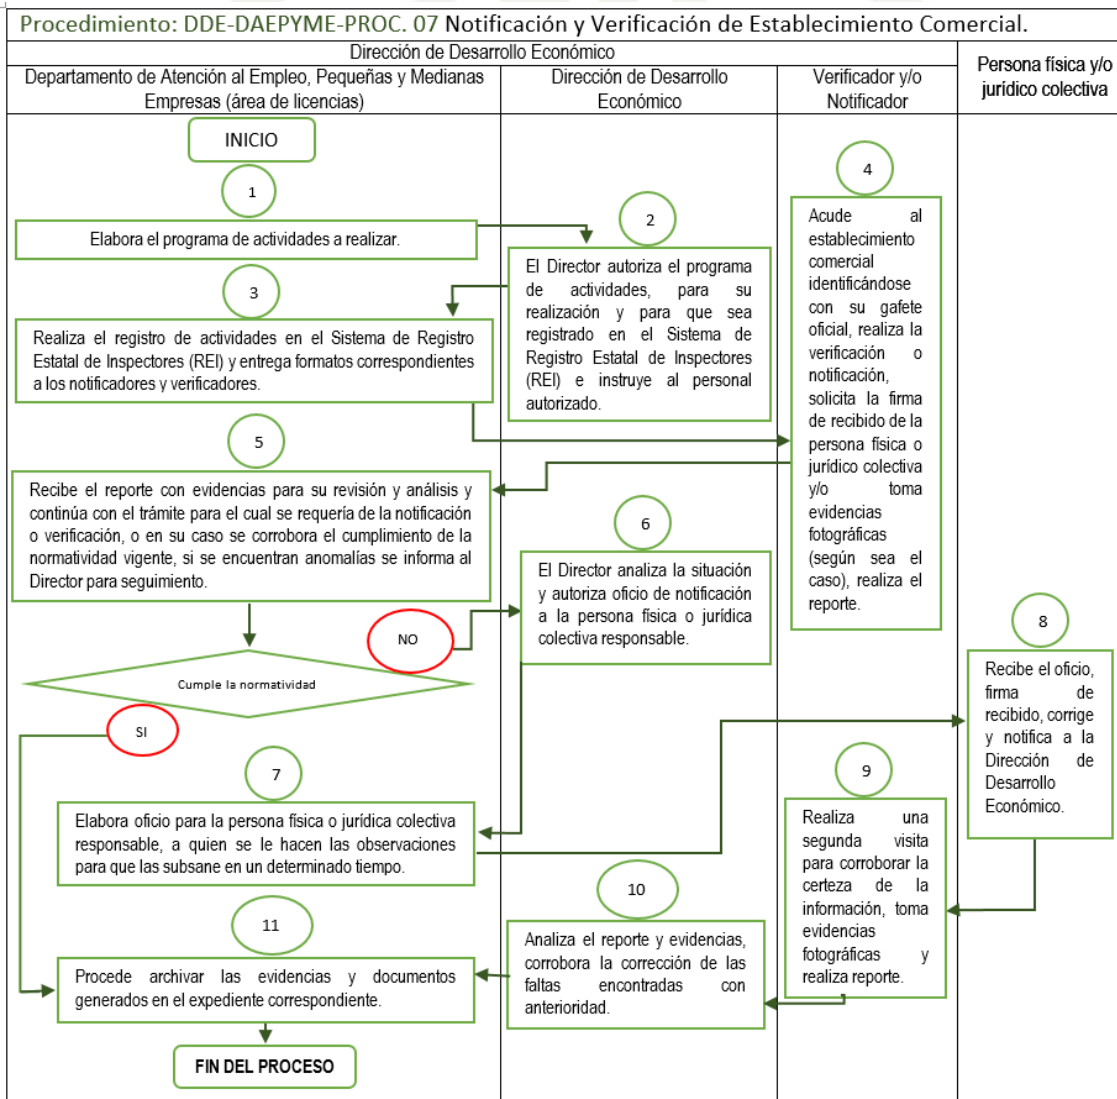 Procedimiento: DDE-DAEPYME-PROC. 07 Notificación y Verificación de Establecimiento Comercial.
Dirección de Desarrollo Económico
Persona física y/o
jurídico colectiva
Departamento de Atención al Empleo, Pequeñas y Medianas
Empresas (área de licencias)
Dirección de Desarrollo
Económico
Verificador y/o
Notificador
INICIO
1
Elabora el programa de actividades a realizar.
2
El Director autoriza el programa
de actividades, para su
realización y para que sea
registrado en el Sistema de
Registro Estatal de Inspectores
(REI) e instruye al personal
autorizado.
3
Realiza el registro de actividades en el Sistema de Registro
Estatal de Inspectores (REI) y entrega formatos correspondientes
a los notificadores y verificadores.
4
Acude al
establecimiento
comercial
identificándose
con su gafete
oficial, realiza la
verificación o
notificación,
solicita la firma
de recibido de la
persona física o
jurídico colectiva
y/o toma
evidencias
fotográficas
(según sea el
caso), realiza el
reporte.
5
Recibe el reporte con evidencias para su revisión y análisis y
continúa con el trámite para el cual se requería de la notificación
o verificación, o en su caso se corrobora el cumplimiento de la
normatividad vigente, si se encuentran anomalías se informa al
Director para seguimiento.
6
El Director analiza la situación
y autoriza oficio de notificación
a la persona física o jurídica
colectiva responsable.
NO
Cumple la normatividad
SI
7
Elabora oficio para la persona física o jurídica colectiva
responsable, a quien se le hacen las observaciones
para que las subsane en un determinado tiempo.
8
Recibe el oficio,
firma de
recibido, corrige
y notifica a la
Dirección de
Desarrollo
Económico.
9
Realiza una
segunda visita
para corroborar la
certeza de la
información, toma
evidencias
fotográficas y
realiza reporte.
10
Analiza el reporte y evidencias,
corrobora la corrección de las
faltas encontradas con
anterioridad.
11
Procede archivar las evidencias y documentos
generados en el expediente correspondiente.
FIN DEL PROCESO